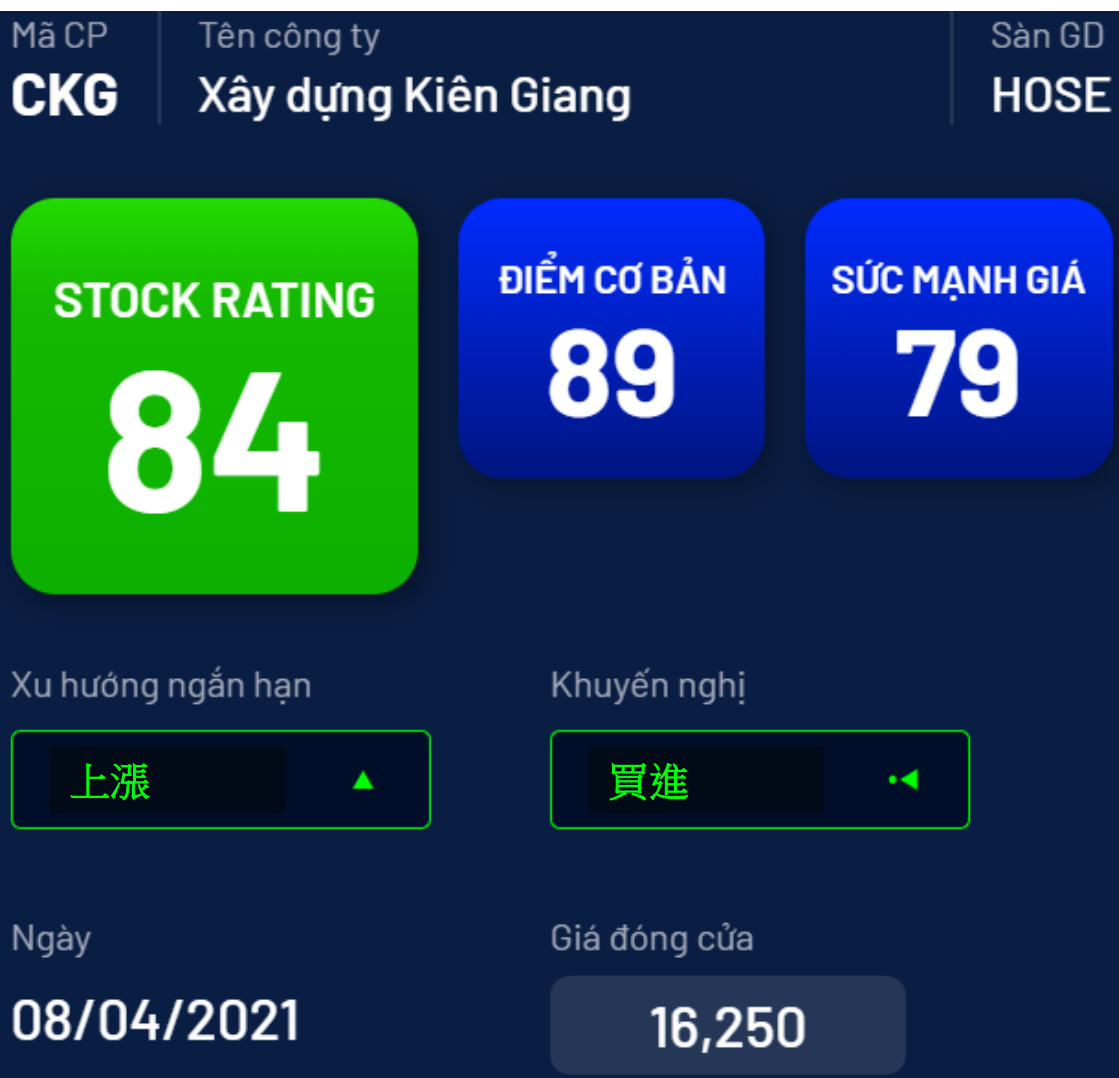 Mã CP Tên công ty Sàn GD
CKG Xây dựng Kiên Giang HOSE
STOCK RATING
84
ĐIỂM CƠ BẢN
89
SỨC MẠNH GIÁ
79
Xu hướng ngắn hạn
上漲
Khuyến nghị
買進
Ngày
08/04/2021
Giá đóng cửa
16,250